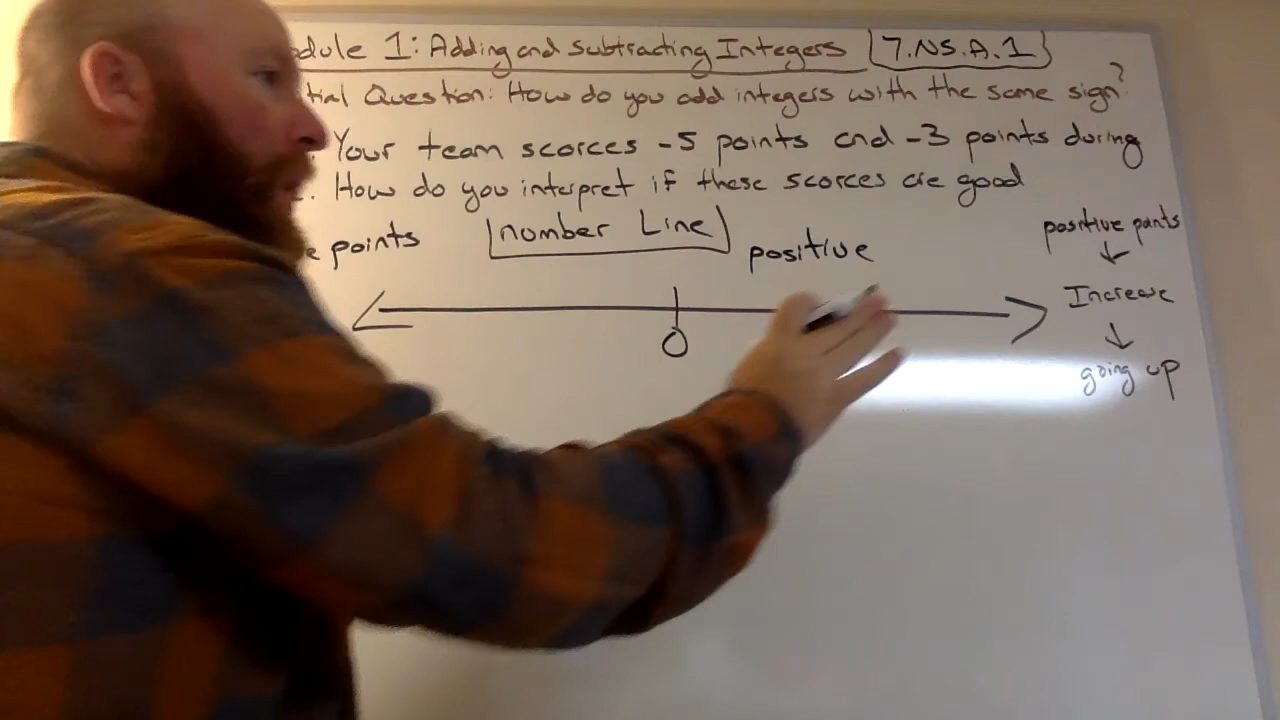 odule 1: Adding and Subtracting Integers 7.NS.A.1
tial Question: How do you add integers with the same sign?
Your team scorces -5 points and -3 points during
. How do you interpret if these scorces are good
e points number Line positive positive points
Increase
0
going up